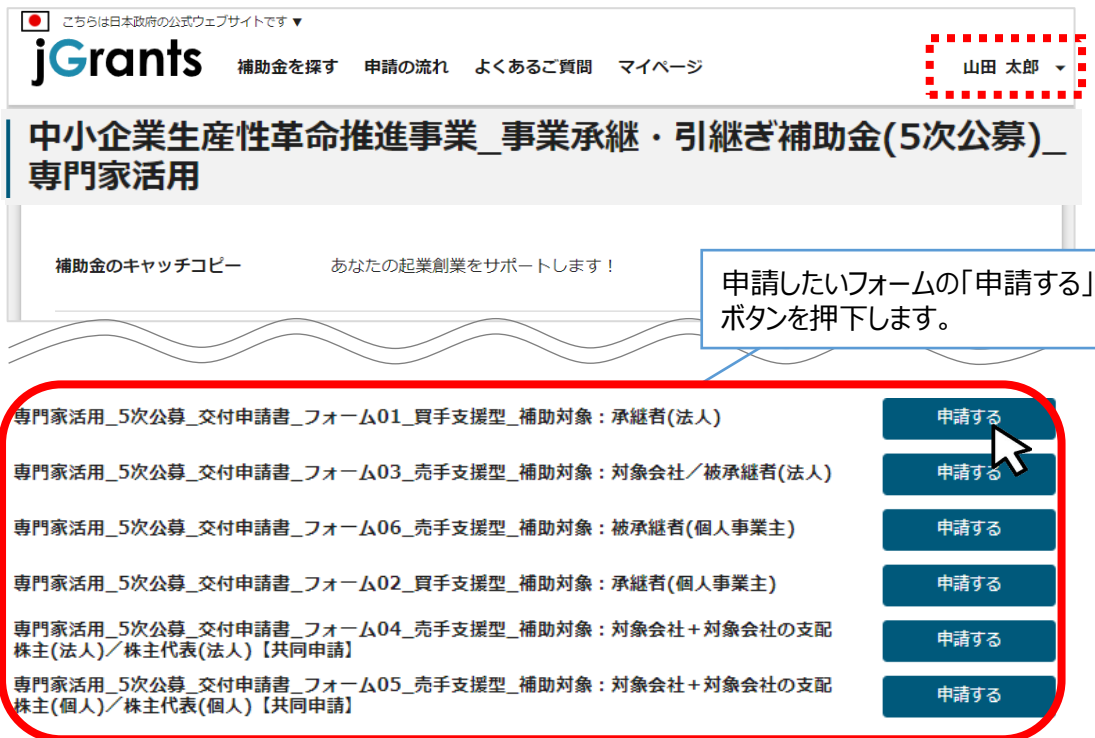 こちらは日本政府の公式ウェブサイトです ▼
jGrants 補助金を探す 申請の流れ よくあるご質問 マイページ 山田 太郎
中小企業生産性革命推進事業_事業承継・引継ぎ補助金(5次公募)_
専門家活用
補助金のキャッチコピー あなたの起業創業をサポートします！
申請したいフォームの「申請する」
ボタンを押下します。
専門家活用_5次公募_交付申請書_フォーム01_買手支援型_補助対象：承継者(法人) 申請する
専門家活用_5次公募_交付申請書_フォーム03_売手支援型_補助対象：対象会社／被承継者(法人) 申請する
専門家活用_5次公募_交付申請書_フォーム06_売手支援型_補助対象：被承継者(個人事業主) 申請する
専門家活用_5次公募_交付申請書_フォーム02_買手支援型_補助対象：承継者(個人事業主) 申請する
専門家活用_5次公募_交付申請書_フォーム04_売手支援型_補助対象：対象会社＋対象会社の支配
株主(法人)／株主代表(法人)【共同申請】 申請する
専門家活用_5次公募_交付申請書_フォーム05_売手支援型_補助対象：対象会社＋対象会社の支配
株主(個人)／株主代表(個人)【共同申請】 申請する